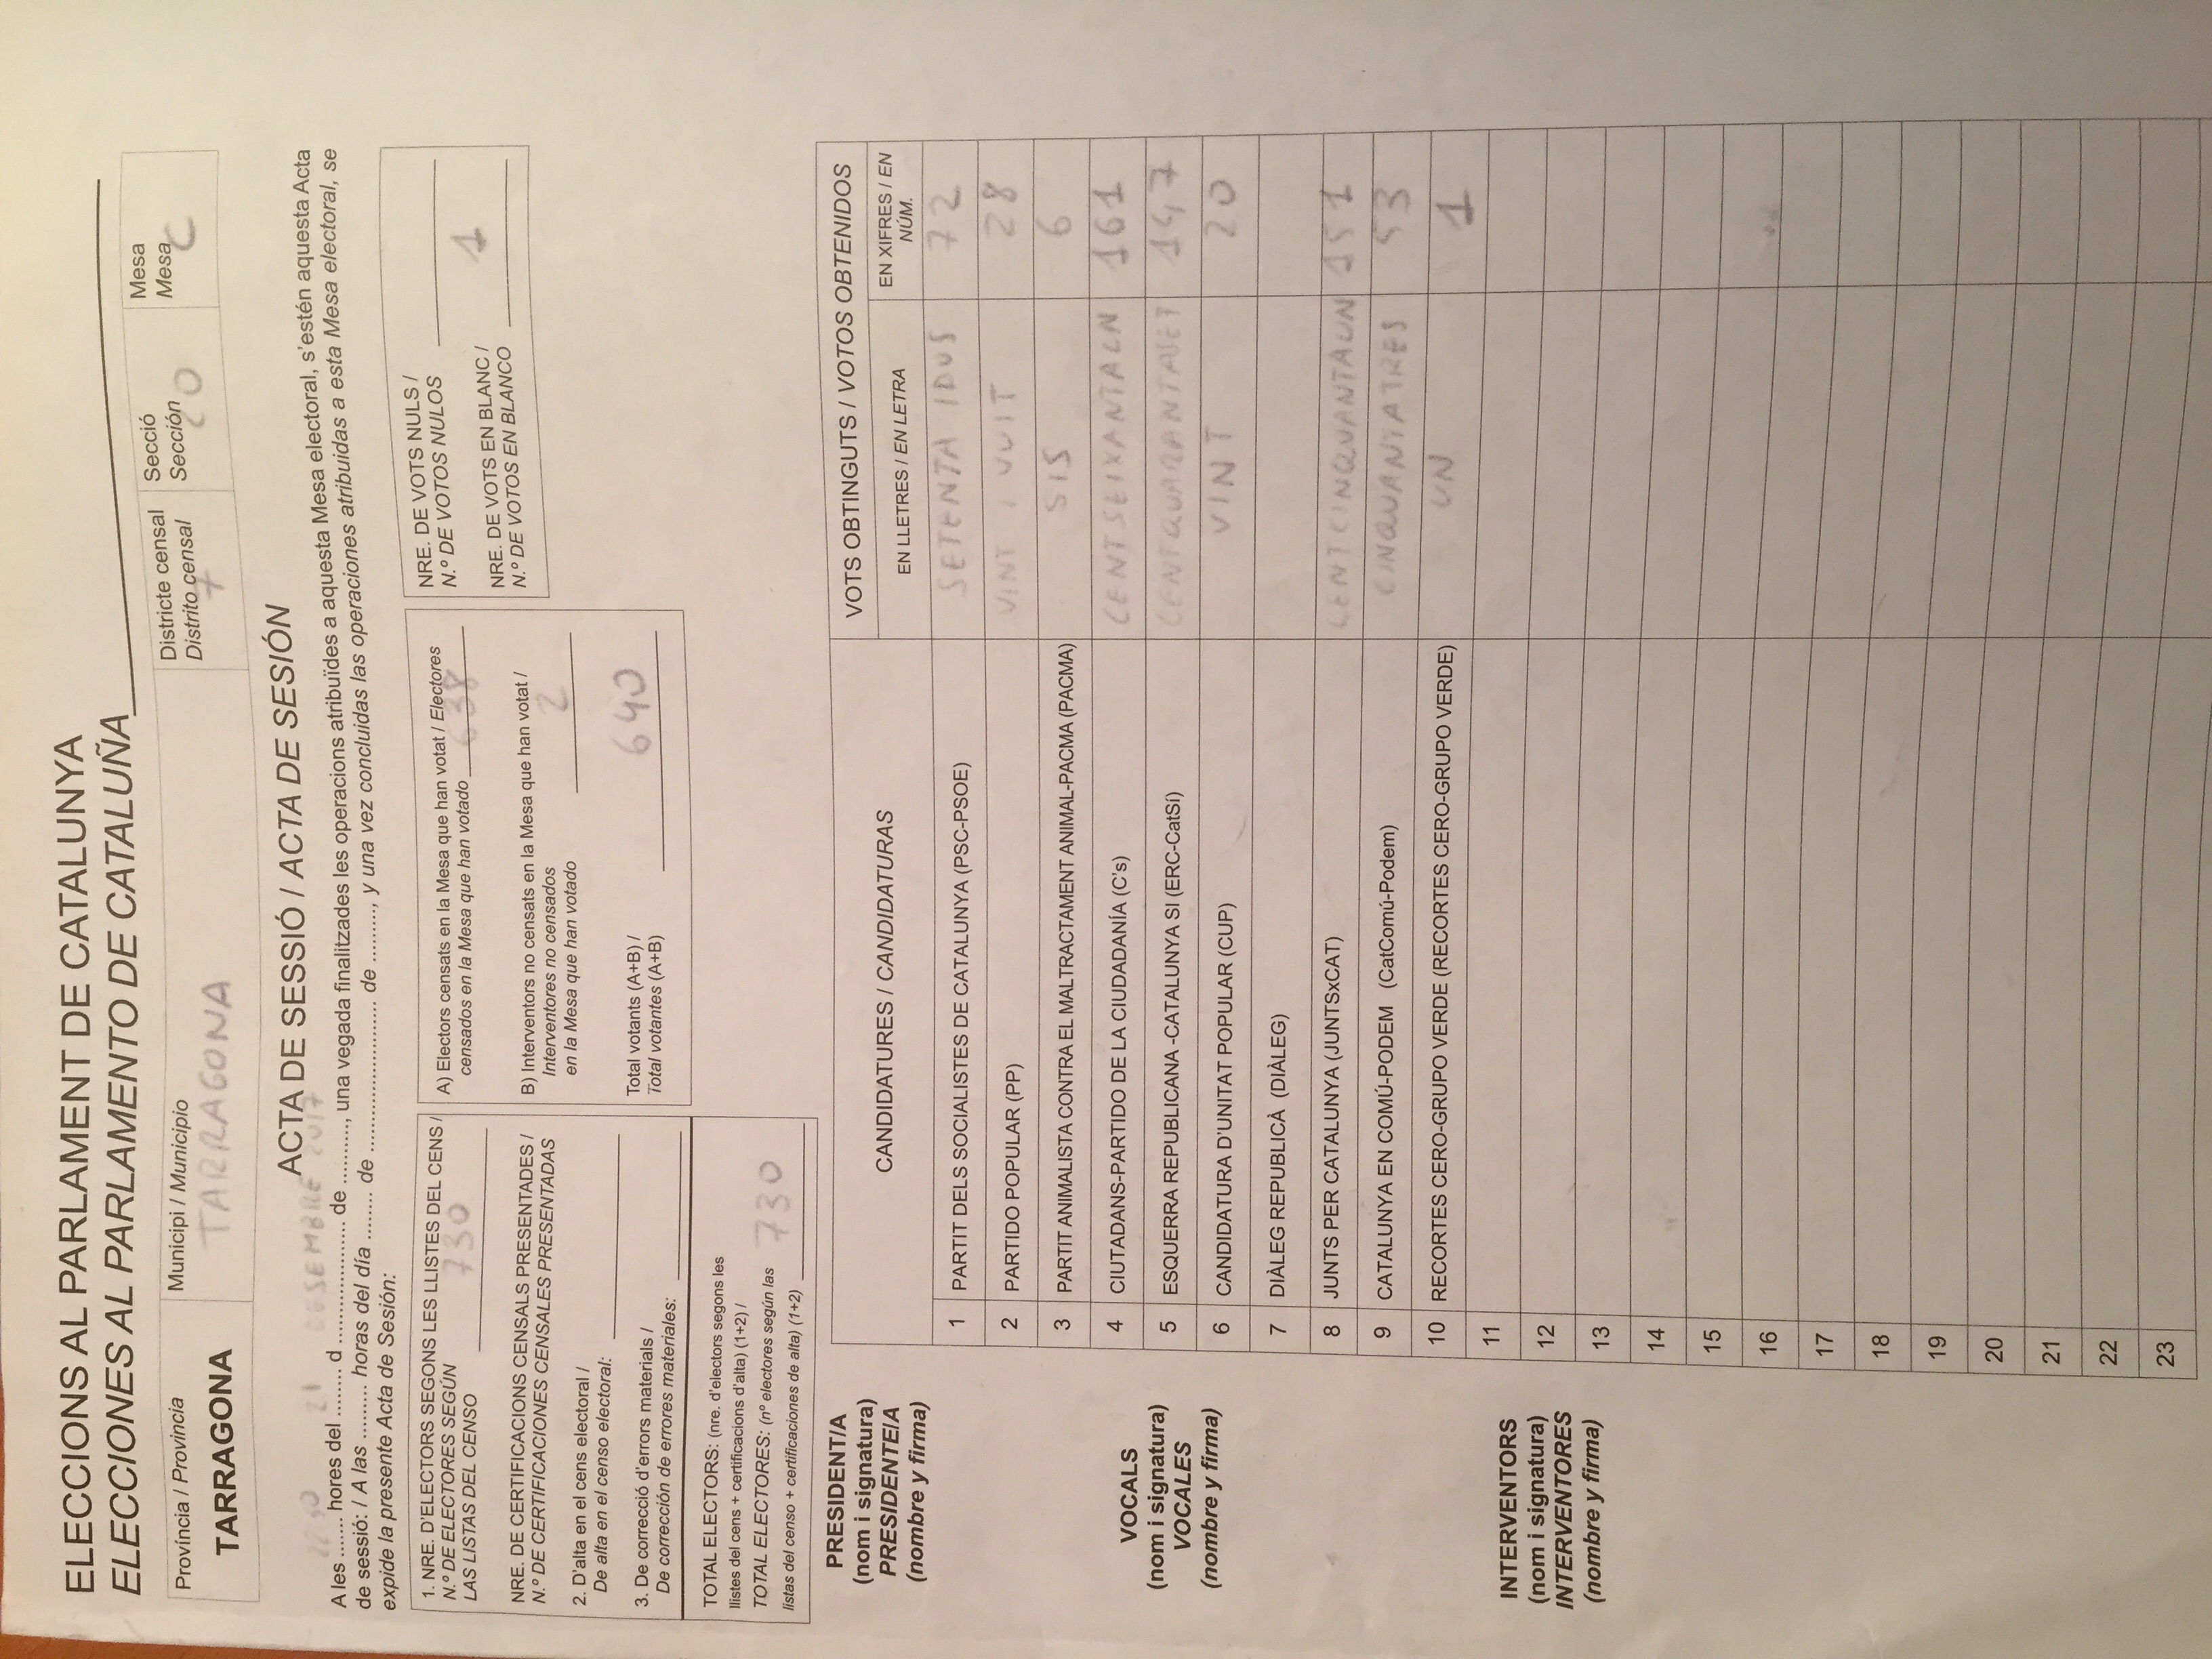 ELECCIONS AL PARLAMENT DE CATALUNYA
ELECCIONES AL PARLAMENTO DE CATALUÑA
Província / Provincia
TARRAGONA
Municipi / Municipio
TARRAGONA
Districte censal
Distrito censal
7
Secció
Sección
20
Mesa
Mesa
C
ACTA DE SESSIÓ / ACTA DE SESIÓN
21 DESEMBRE 2017
A les ....... hores del ........ d .................... de .........., una vegada finalitzades les operacions atribuïdes a aquesta Mesa electoral, s'estén aquesta Acta
de sessió: / A las ......... horas del día ........ de ......................... de ........., y una vez concluidas las operaciones atribuidas a esta Mesa electoral, se
expide la presente Acta de Sesión:
1. NRE. D'ELECTORS SEGONS LES LLISTES DEL CENS /
N.º DE ELECTORES SEGÚN
LAS LISTAS DEL CENSO 730
NRE. DE CERTIFICACIONS CENSALS PRESENTADES /
N.º DE CERTIFICACIONES CENSALES PRESENTADAS
2. D'alta en el cens electoral /
De alta en el censo electoral:
3. De correcció d'errors materials /
De corrección de errores materiales:
TOTAL ELECTORS: (nre. d'electors segons les
llistes del cens + certificacions d'alta) (1+2) /
TOTAL ELECTORES: (nº electores según las 730
listas del censo + certificaciones de alta) (1+2)
A) Electors censats en la Mesa que han votat / Electores
censados en la Mesa que han votado 638
B) Interventors no censats en la Mesa que han votat /
Interventores no censados
en la Mesa que han votado 2
Total votants (A+B) / 640
Total votantes (A+B)
NRE. DE VOTS NULS /
N.º DE VOTOS NULOS
NRE. DE VOTS EN BLANC / 1
N.º DE VOTOS EN BLANCO
PRESIDENT/A
(nom i signatura)
PRESIDENTE/A
(nombre y firma)
VOCALS
(nom i signatura)
VOCALES
(nombre y firma)
INTERVENTORS
(nom i signatura)
INTERVENTORES
(nombre y firma)
CANDIDATURES / CANDIDATURAS
VOTS OBTINGUTS / VOTOS OBTENIDOS
EN LLETRES / EN LETRA
EN XIFRES / EN
NÚM.
1 PARTIT DELS SOCIALISTES DE CATALUNYA (PSC-PSOE) SETENTA I DUS 72
2 PARTIDO POPULAR (PP) VINT I VUIT 28
3 PARTIT ANIMALISTA CONTRA EL MALTRACTAMENT ANIMAL-PACMA (PACMA) SIS 6
4 CIUTADANS-PARTIDO DE LA CIUDADANÍA (C's) CENT SEIXANTA UN 161
5 ESQUERRA REPUBLICANA -CATALUNYA SI (ERC-CatSí) CENT QUARANTASET 147
6 CANDIDATURA D'UNITAT POPULAR (CUP) VINT 20
7 DIÀLEG REPUBLICÀ (DIÀLEG)
8 JUNTS PER CATALUNYA (JUNTSxCAT) CENT CINQUANTAUN 151
9 CATALUNYA EN COMÚ-PODEM (CatComú-Podem) CINQUANTATRES 53
10 RECORTES CERO-GRUPO VERDE (RECORTES CERO-GRUPO VERDE) UN 1
11
12
13
14
15
16
17
18
19
20
21
22
23